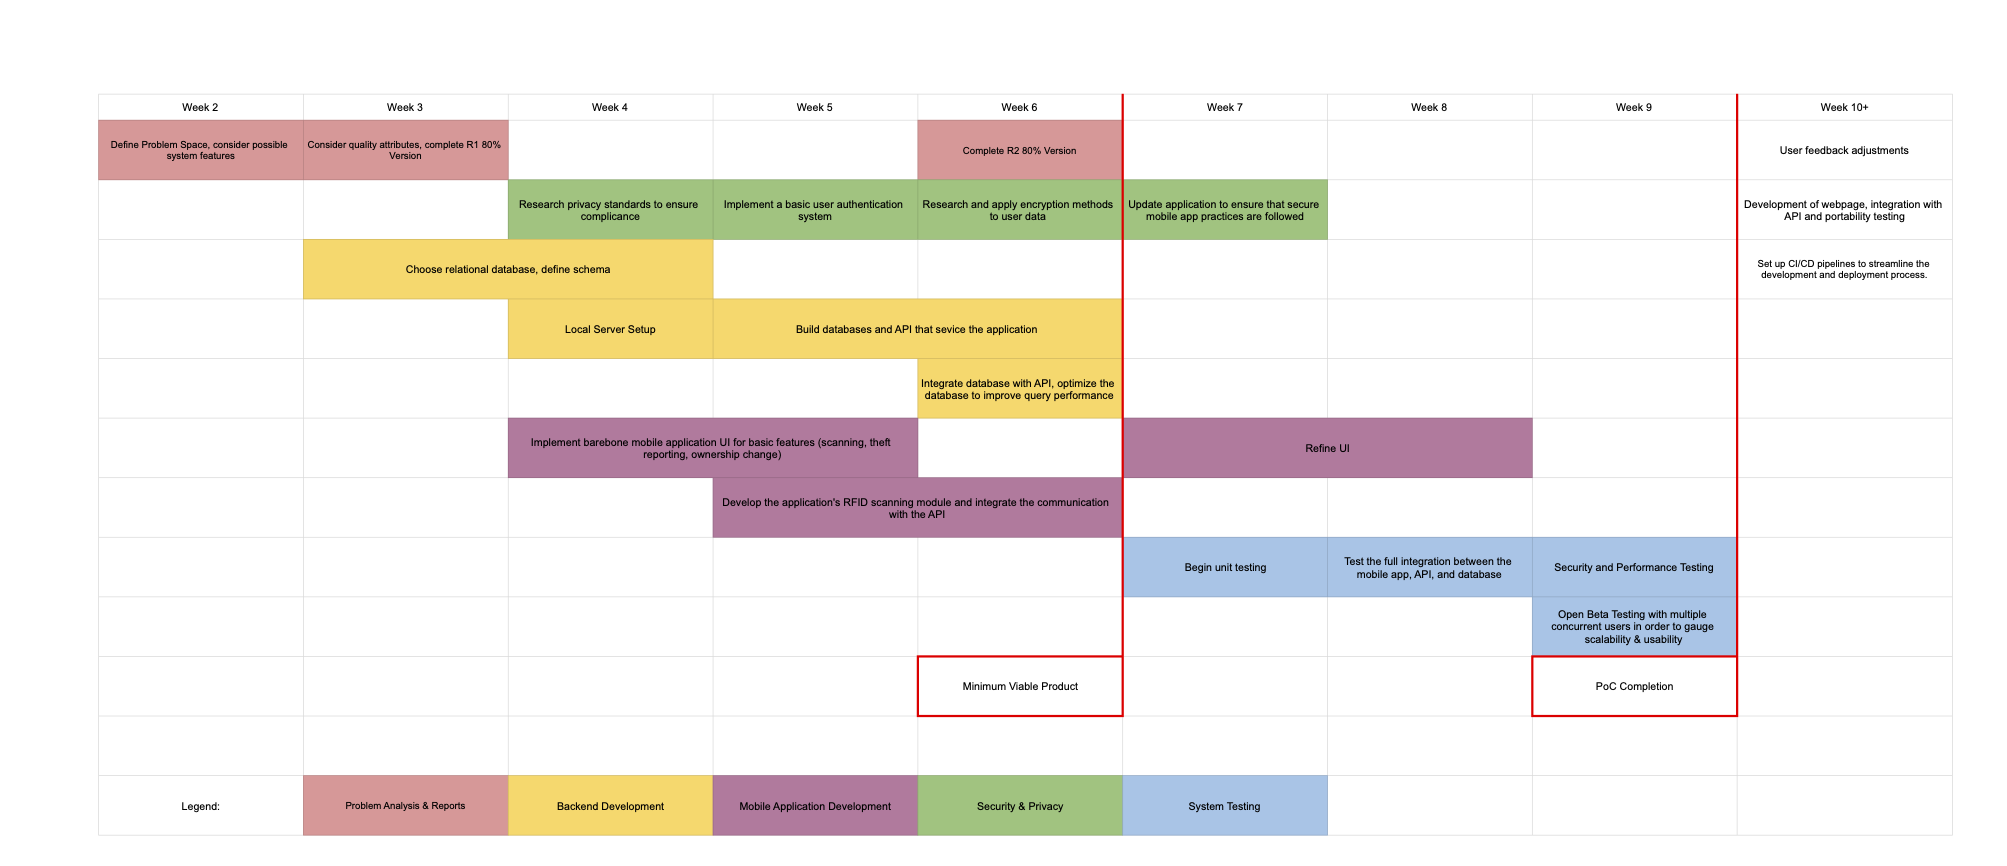 Week 2
Week 3
Week 4
Week 5
Week 6
Week 7
Week 8
Week 9
Week 10+
Define Problem Space, consider possible
system features
Consider quality attributes, complete R1 80%
Version
Complete R2 80% Version
User feedback adjustments
Research privacy standards to ensure
complicance
Implement a basic user authentication
system
Research and apply encryption methods
to user data
Update application to ensure that secure
mobile app practices are followed
Development of webpage, integration with
API and portability testing
Choose relational database, define schema
Set up CI/CD pipelines to streamline the
development and deployment process.
Local Server Setup
Build databases and API that sevice the application
Integrate database with API, optimize the
database to improve query performance
Implement barebone mobile application UI for basic features (scanning, theft
reporting, ownership change)
Refine UI
Develop the application's RFID scanning module and integrate the communication
with the API
Begin unit testing
Test the full integration between the
mobile app, API, and database
Security and Performance Testing
Open Beta Testing with multiple
concurrent users in order to gauge
scalability & usability
Minimum Viable Product
PoC Completion
Legend:
Problem Analysis & Reports
Backend Development
Mobile Application Development
Security & Privacy
System Testing